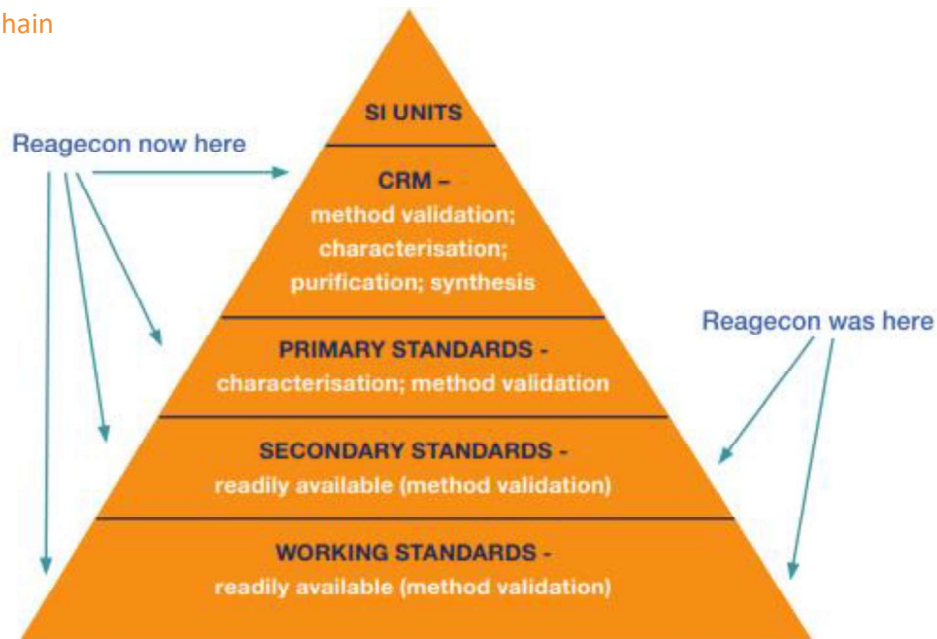 hain
SI UNITS
Reagecon now here
CRM –
method validation;
characterisation;
purification; synthesis
Reagecon was here
PRIMARY STANDARDS -
characterisation; method validation
SECONDARY STANDARDS -
readily available (method validation)
WORKING STANDARDS -
readily available (method validation)